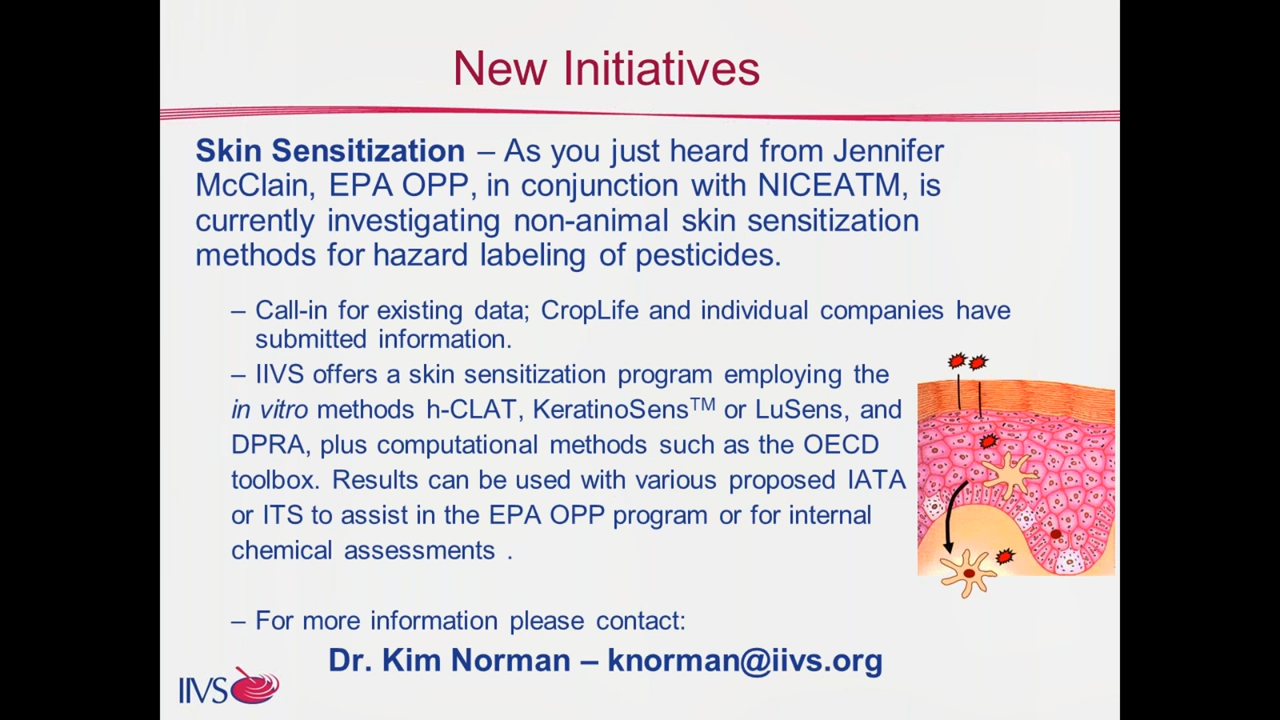 New Initiatives
Skin Sensitization – As you just heard from Jennifer
McClain, EPA OPP, in conjunction with NICEATM, is
currently investigating non-animal skin sensitization
methods for hazard labeling of pesticides.
– Call-in for existing data; CropLife and individual companies have
submitted information.
– IIVS offers a skin sensitization program employing the
in vitro methods h-CLAT, KeratinoSens™ or LuSens, and
DPRA, plus computational methods such as the OECD
toolbox. Results can be used with various proposed IATA
or ITS to assist in the EPA OPP program or for internal
chemical assessments .
– For more information please contact:
Dr. Kim Norman – knorman@iivs.org
IIVS